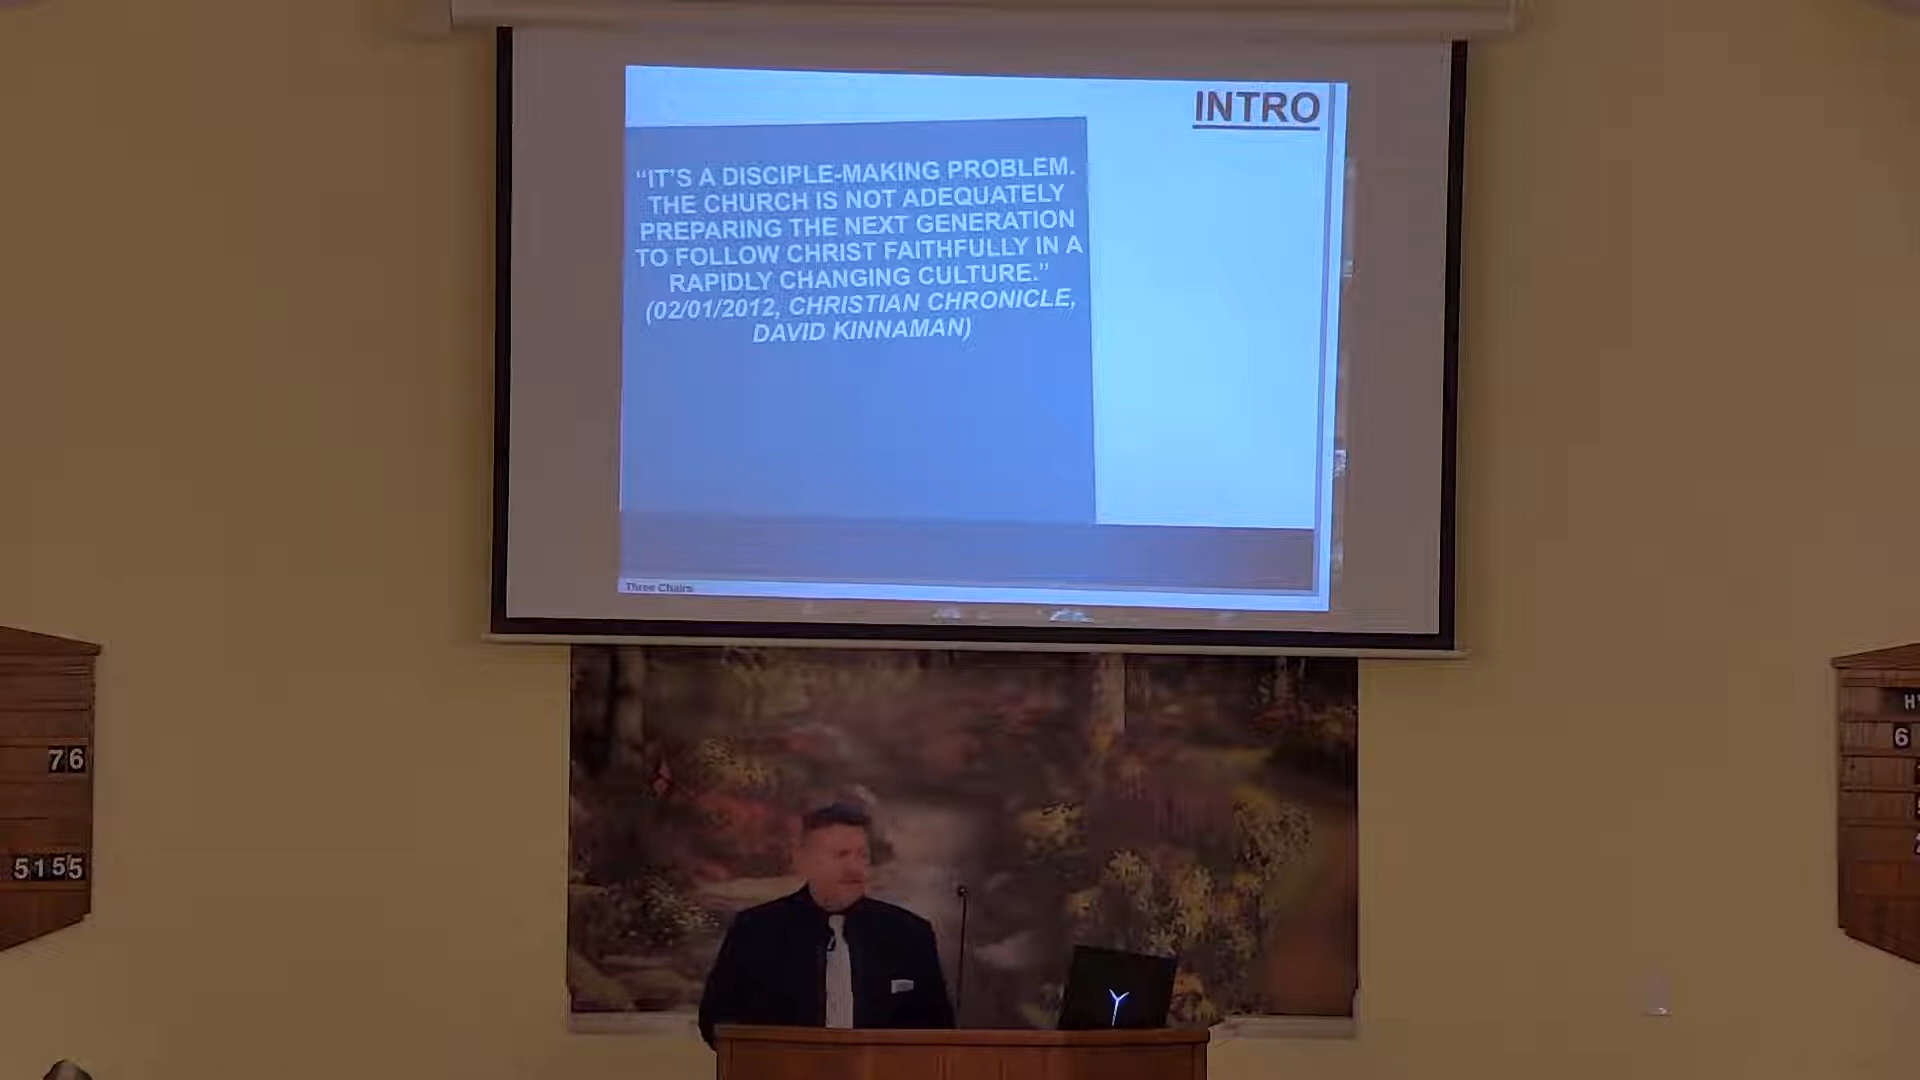 INTRO
“IT’S A DISCIPLE-MAKING PROBLEM.
THE CHURCH IS NOT ADEQUATELY
PREPARING THE NEXT GENERATION
TO FOLLOW CHRIST FAITHFULLY IN A
RAPIDLY CHANGING CULTURE.”
(02/01/2012, CHRISTIAN CHRONICLE,
DAVID KINNAMAN)
Three Chairs
76
5155
H
6